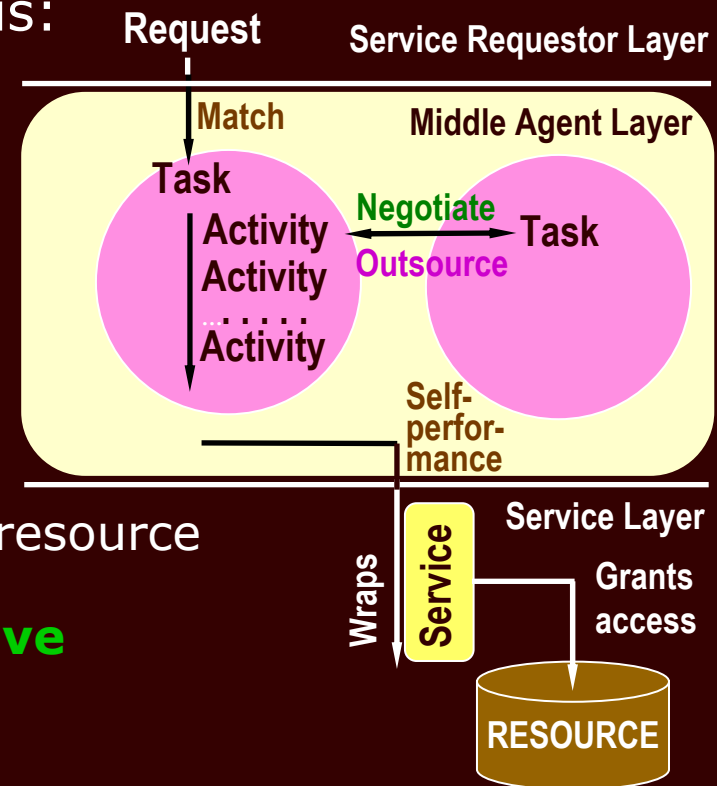 us:
Request
Service Requestor Layer
Match
Middle Agent Layer
Task
Activity
Negotiate
Task
Activity
Outsource
... . . . . .
Activity
Self-
perfor-
mance
resource
Service Layer
Wraps
Service
Grants
access
ve
RESOURCE